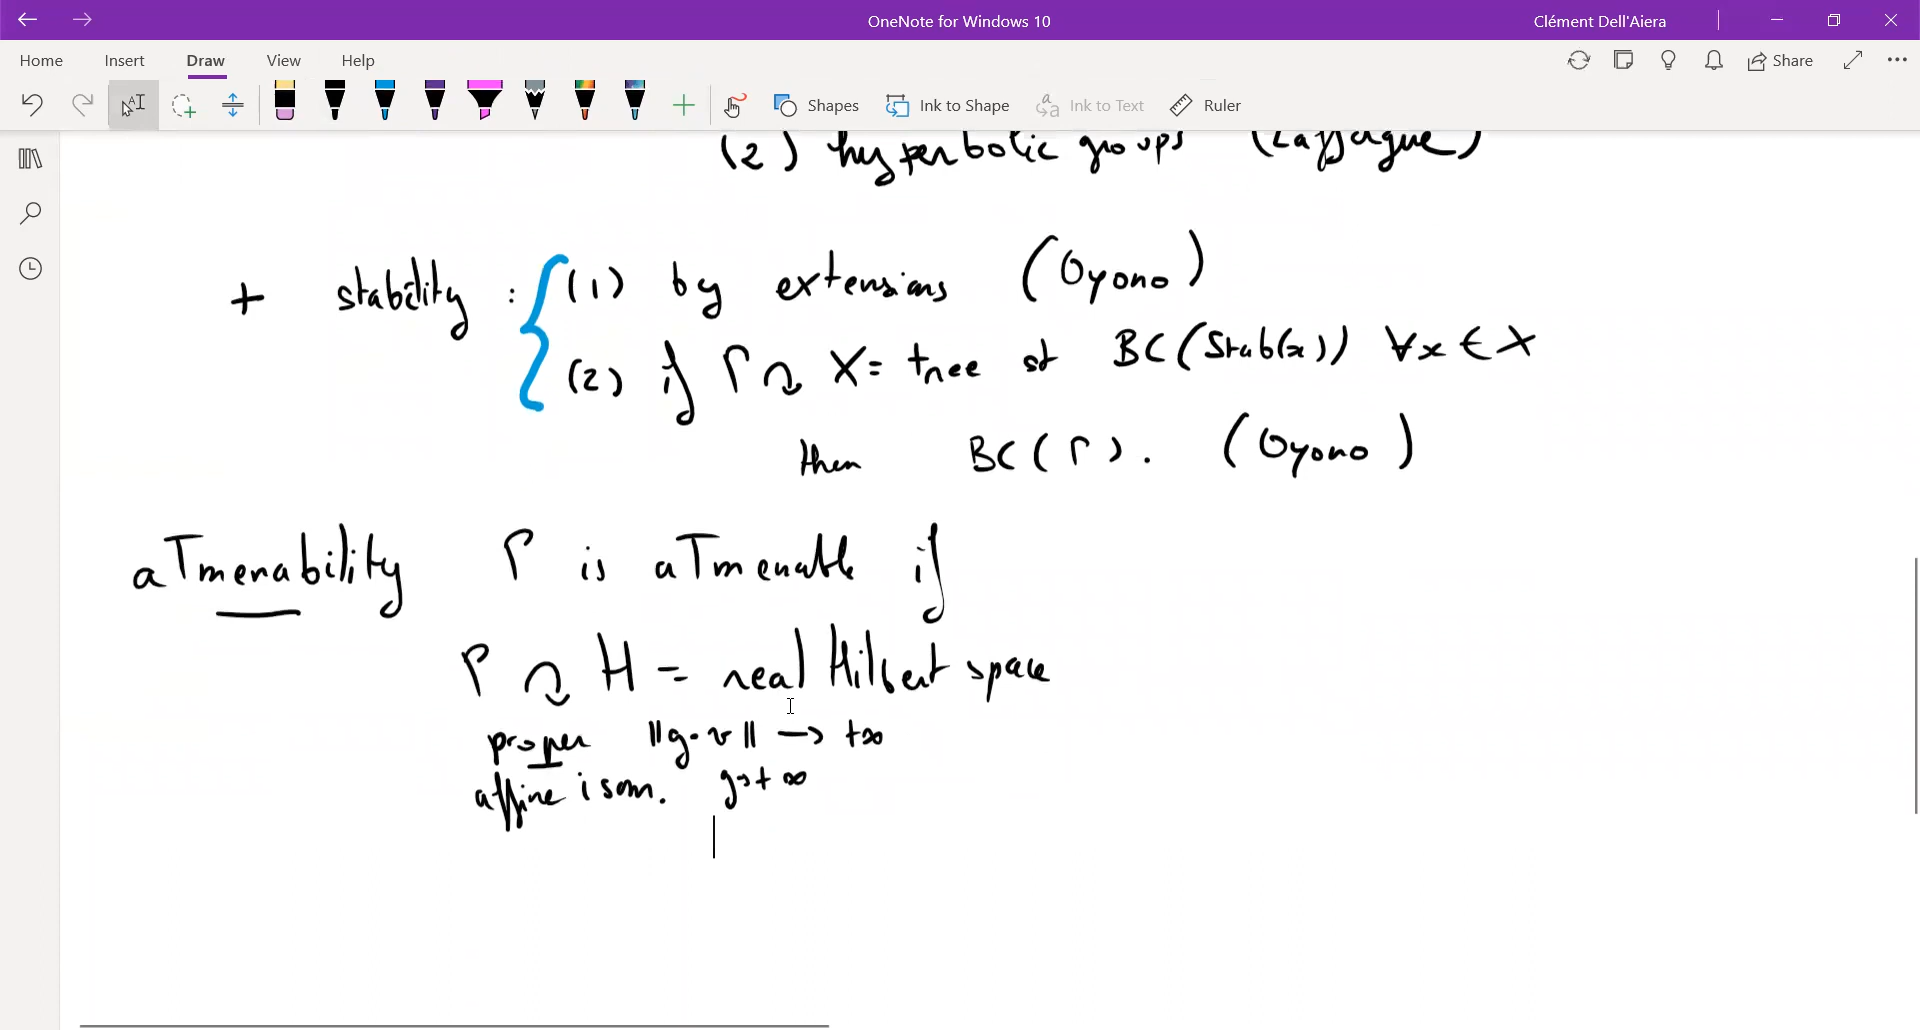 OneNote for Windows 10
Clément Dell'Aiera
Home Insert Draw View Help
Share
Shapes Ink to Shape Ink to Text Ruler
(2) hyperbolic groups (Lafforgue)
+ stability : (1) by extensions (Oyono)
(2) if Γ ↷ X = tree st BC(Stab(x)) ∀x ∈ X
then BC(Γ). (Oyono)
aTmenability Γ is aTmenable if
Γ ↷ H = real Hilbert space
proper ||g·v|| → +∞
affine isom. g→+∞